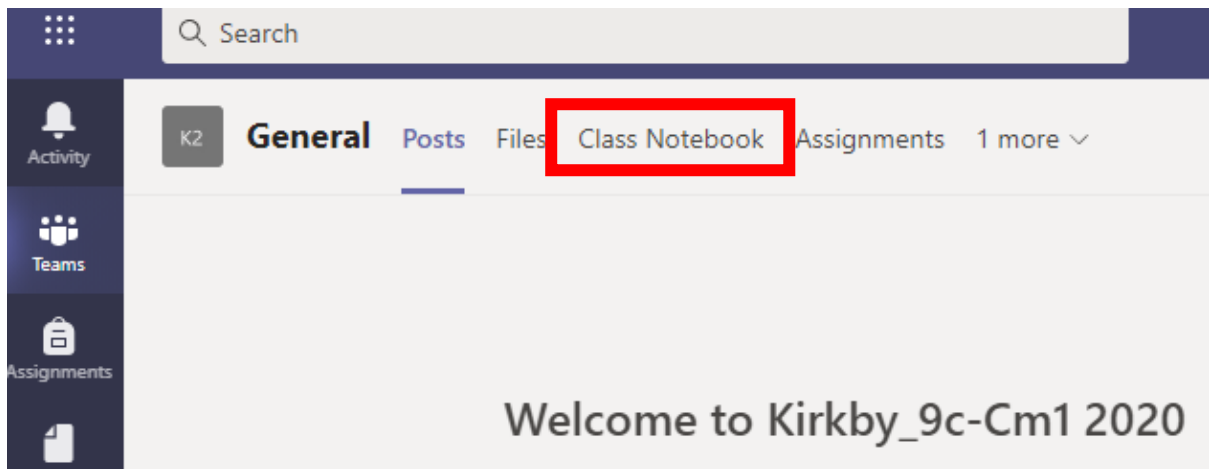 Search
K2 General Posts Files Class Notebook Assignments 1 more
Activity
Teams
Assignments
Welcome to Kirkby_9c-Cm1 2020